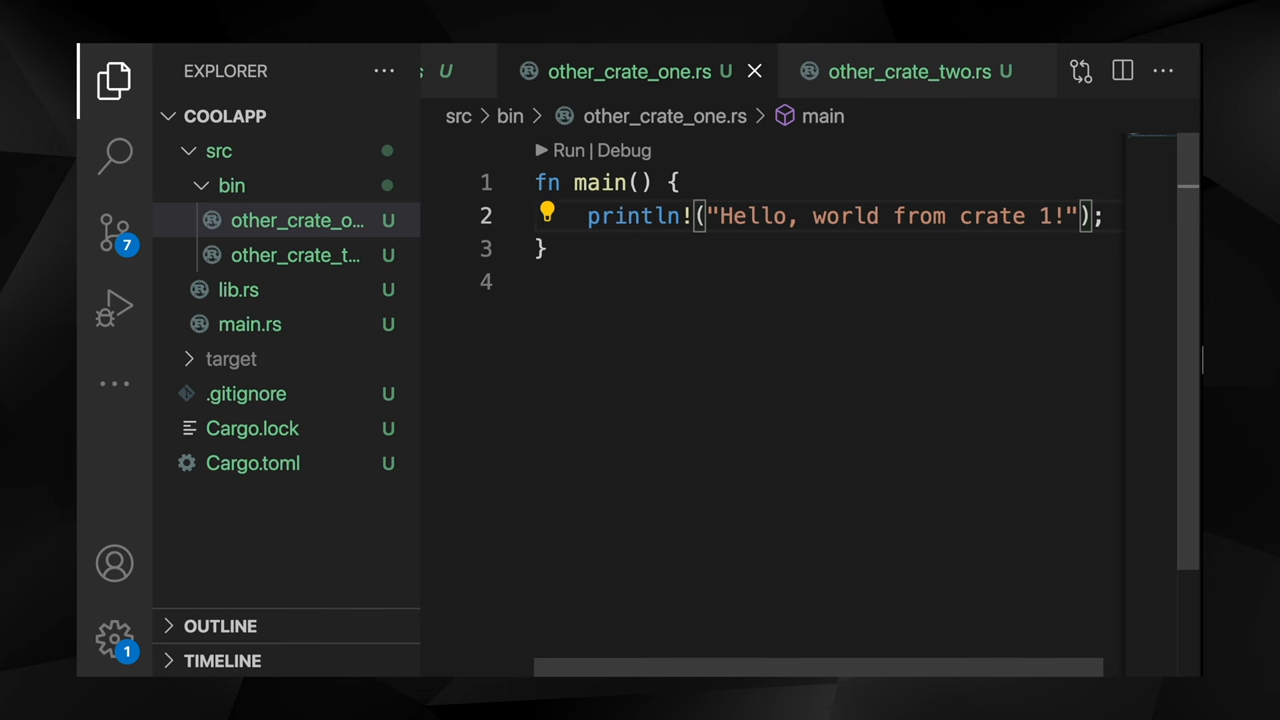 EXPLORER
COOLAPP
src
bin
other_crate_o... U
other_crate_t... U
lib.rs U
main.rs U
target
.gitignore U
Cargo.lock U
Cargo.toml U
OUTLINE
TIMELINE
7
1
s U
other_crate_one.rs U
other_crate_two.rs U
src > bin > other_crate_one.rs > main
Run | Debug
1 fn main() {
2 println!("Hello, world from crate 1!");
3 }
4